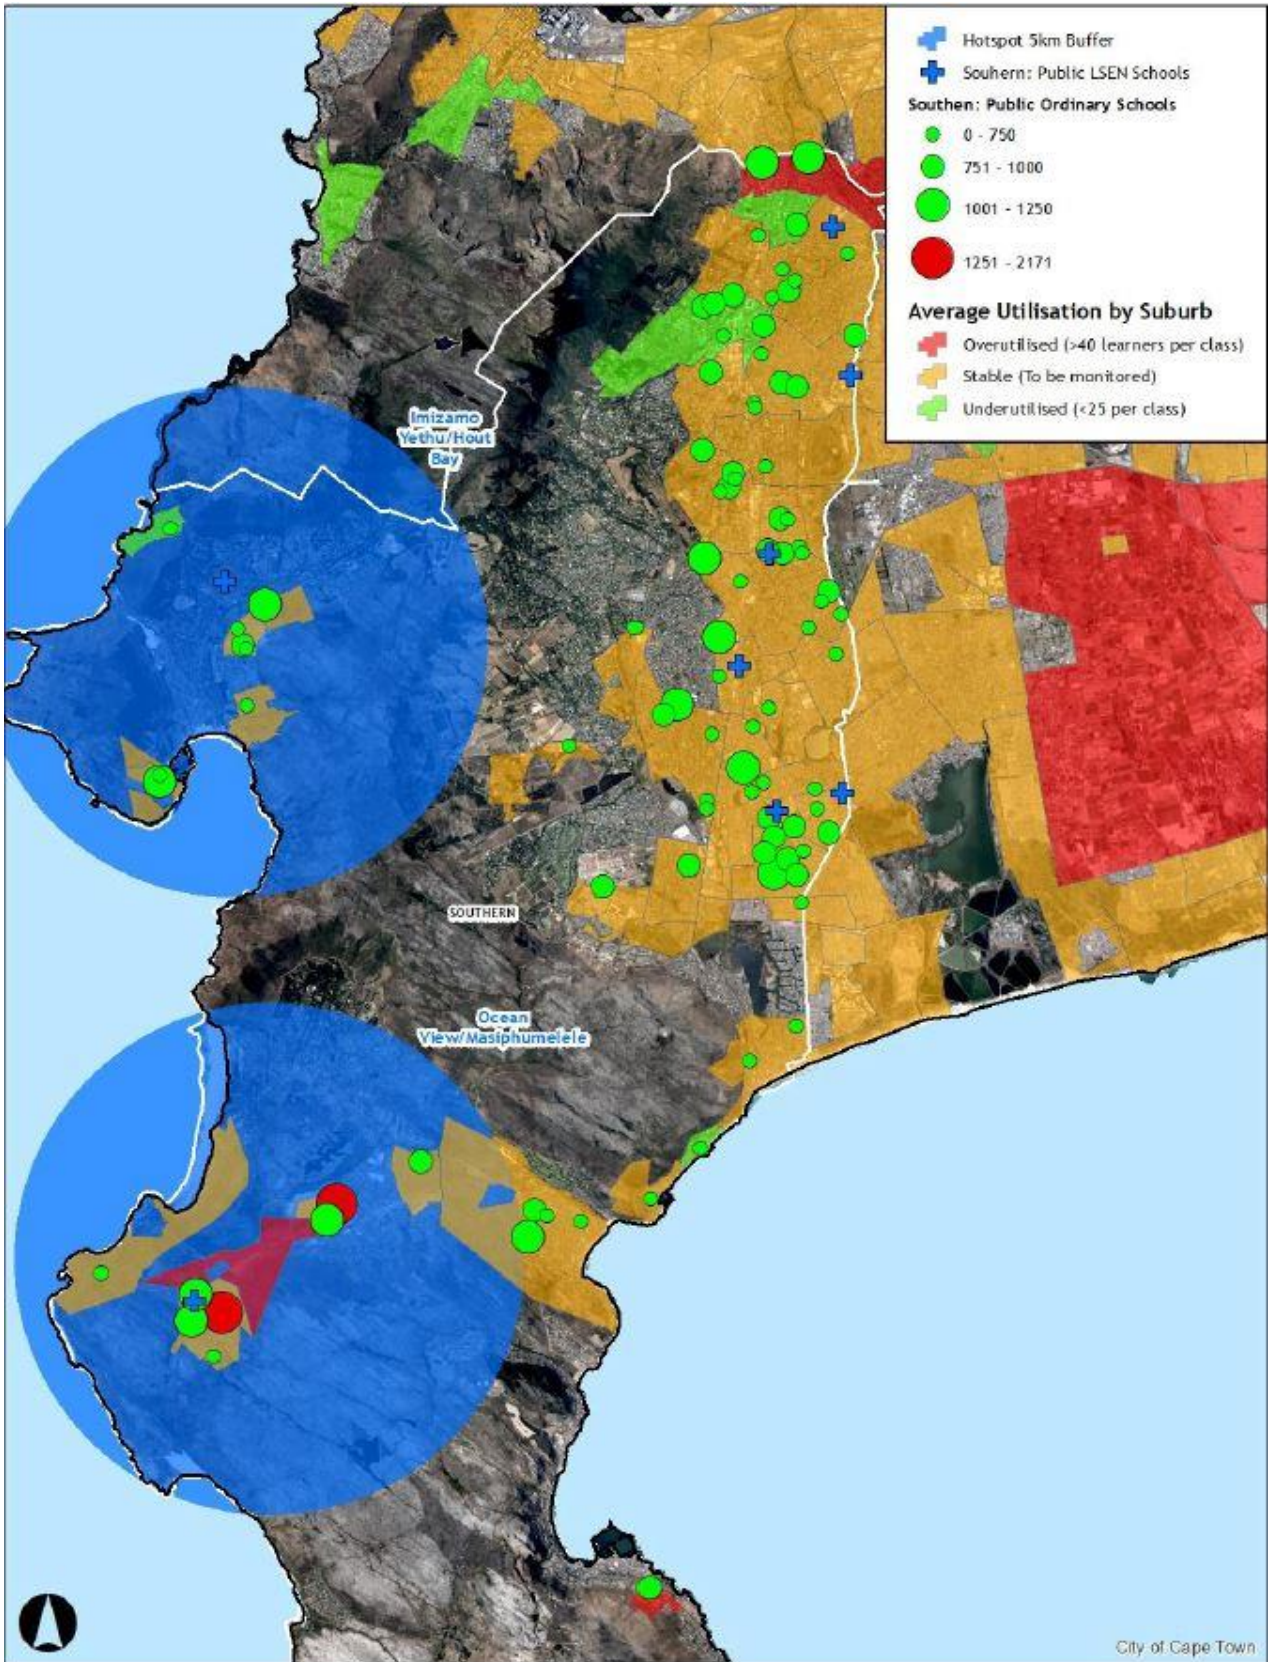 Hotspot 5km Buffer
Souhern: Public LSEN Schools
Southen: Public Ordinary Schools
0 - 750
751 - 1000
1001 - 1250
1251 - 2171
Average Utilisation by Suburb
Overutilised (>40 learners per class)
Stable (To be monitored)
Underutilised (<25 per class)
Imizamo
Yethu/Hout
Bay
SOUTHERN
Ocean
View/Masiphumelele
City of Cape Town